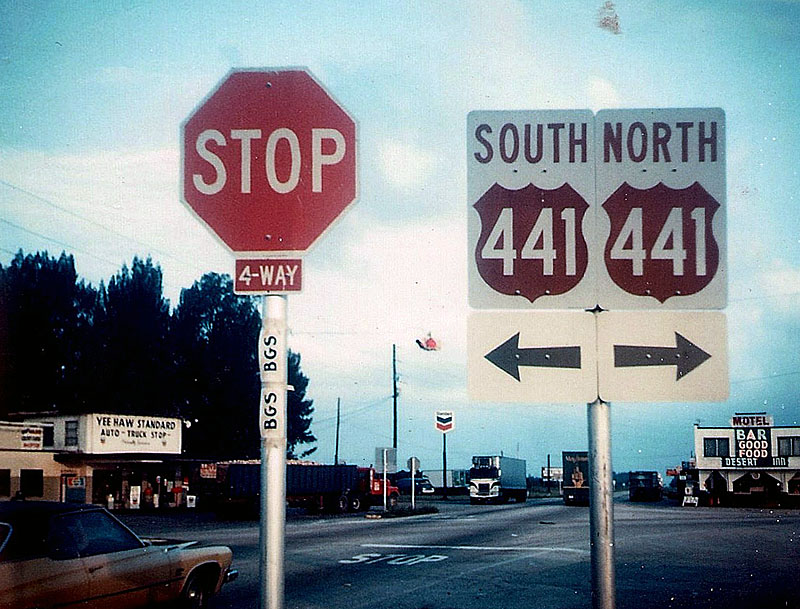 STOP
4-WAY
BGS
BGS
SOUTH
441
NORTH
441
YEE HAW STANDARD
AUTO - TRUCK STOP
MOTEL
BAR
GOOD
FOOD
DESERT INN
STOP